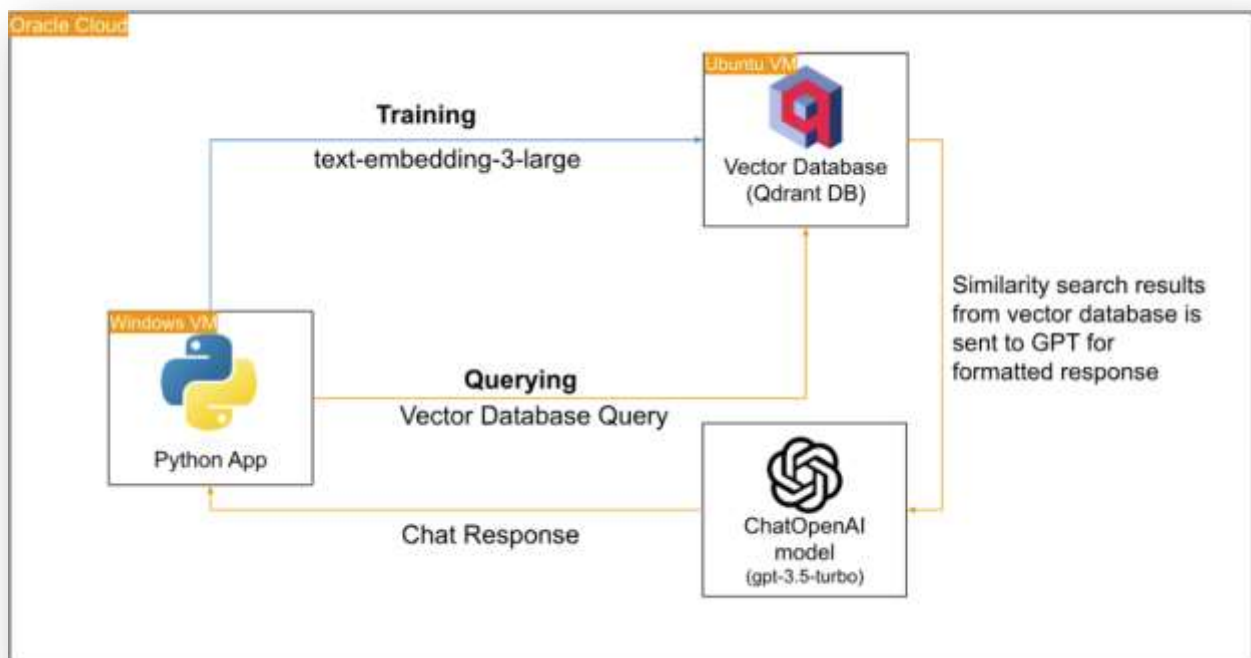 Oracle Cloud
Ubuntu VM
Training
text-embedding-3-large
Vector Database
(Qdrant DB)
Similarity search results
from vector database is
sent to GPT for
formatted response
Windows VM
Python App
Querying
Vector Database Query
Chat Response
ChatOpenAI
model
(gpt-3.5-turbo)